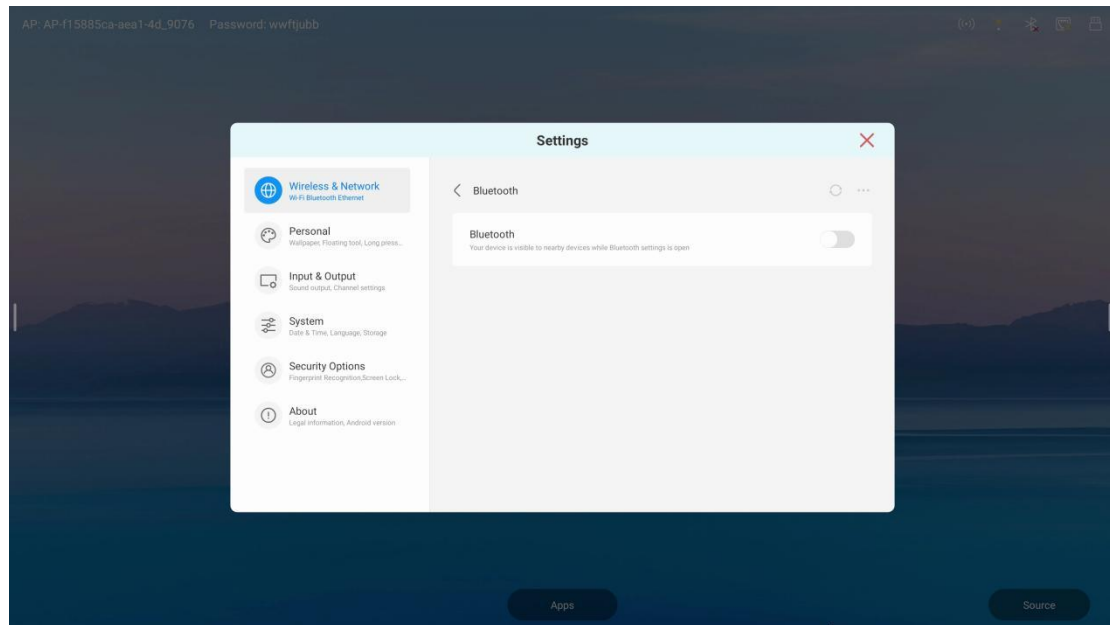 AP: AP-f15885ca-aea1-4d_9076 Password: wwftjubb
Settings
Wireless & Network
Wi-Fi Bluetooth Ethernet
Personal
Wallpaper, Floating tool, Long press...
Input & Output
Sound output, Channel settings
System
Date & Time, Language, Storage
Security Options
Fingerprint Recognition,Screen Lock,...
About
Legal information, Android version
Bluetooth
Bluetooth
Your device is visible to nearby devices while Bluetooth settings is open
Apps
Source